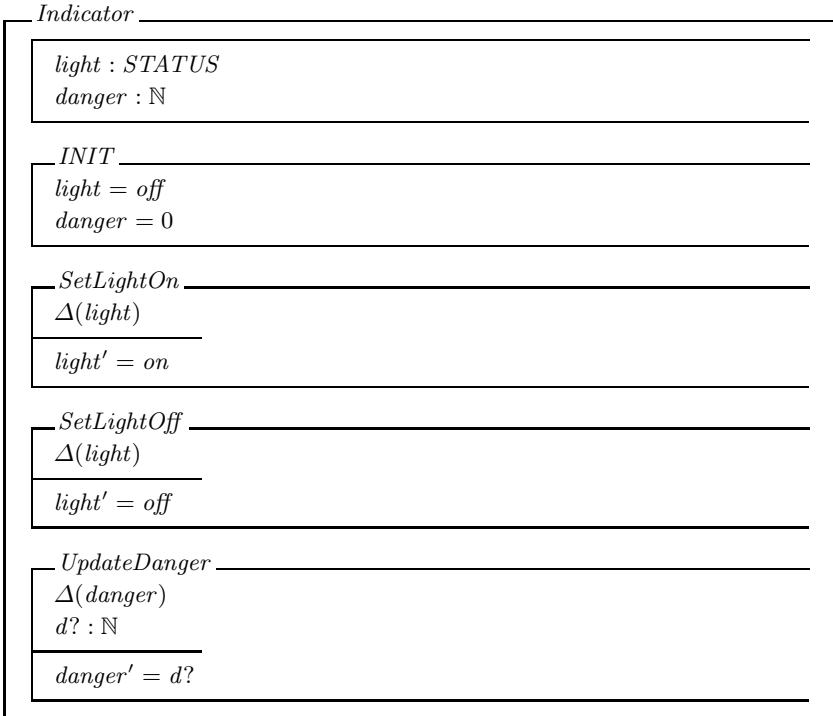 Indicator
light : STATUS
danger : ℕ
INIT
light = off
danger = 0
SetLightOn
Δ(light)
light′ = on
SetLightOff
Δ(light)
light′ = off
UpdateDanger
Δ(danger)
d? : ℕ
danger′ = d?